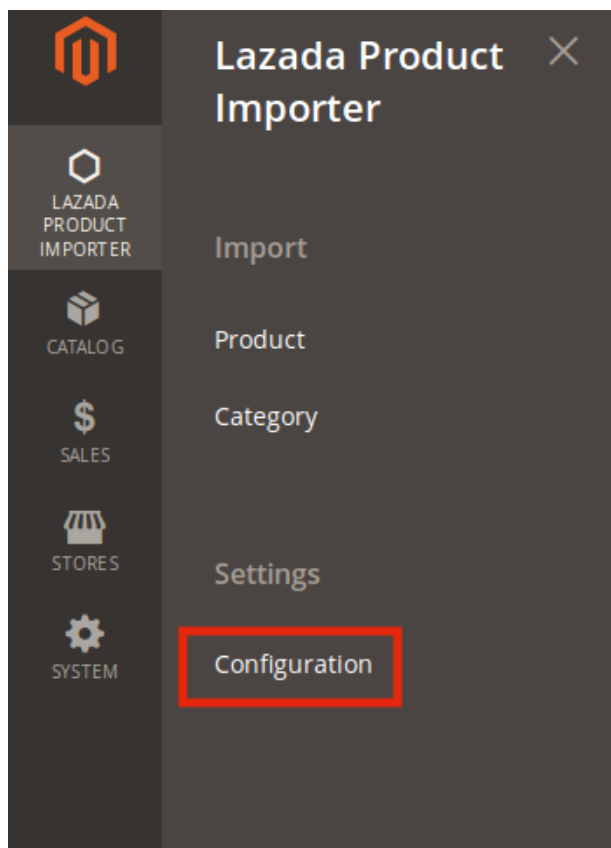 LAZADA
PRODUCT
IMPORTER
CATALOG
SALES
STORES
SYSTEM
Lazada Product
Importer
Import
Product
Category
Settings
Configuration